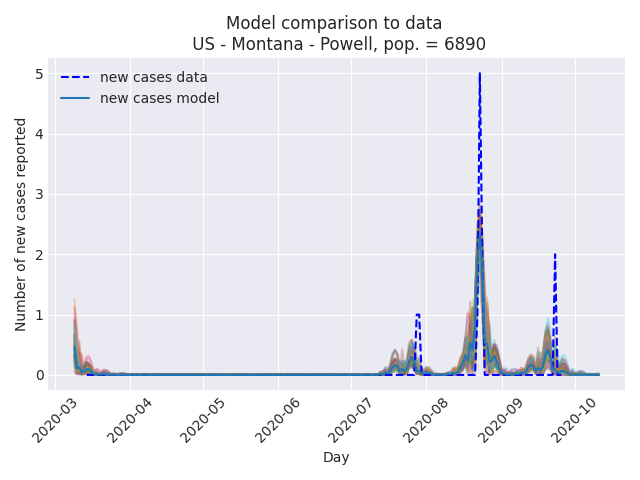 Model comparison to data
US - Montana - Powell, pop. = 6890
new cases data
new cases model
Number of new cases reported
5
4
3
2
1
0
2020-03
2020-04
2020-05
2020-06
2020-07
2020-08
2020-09
2020-10
Day